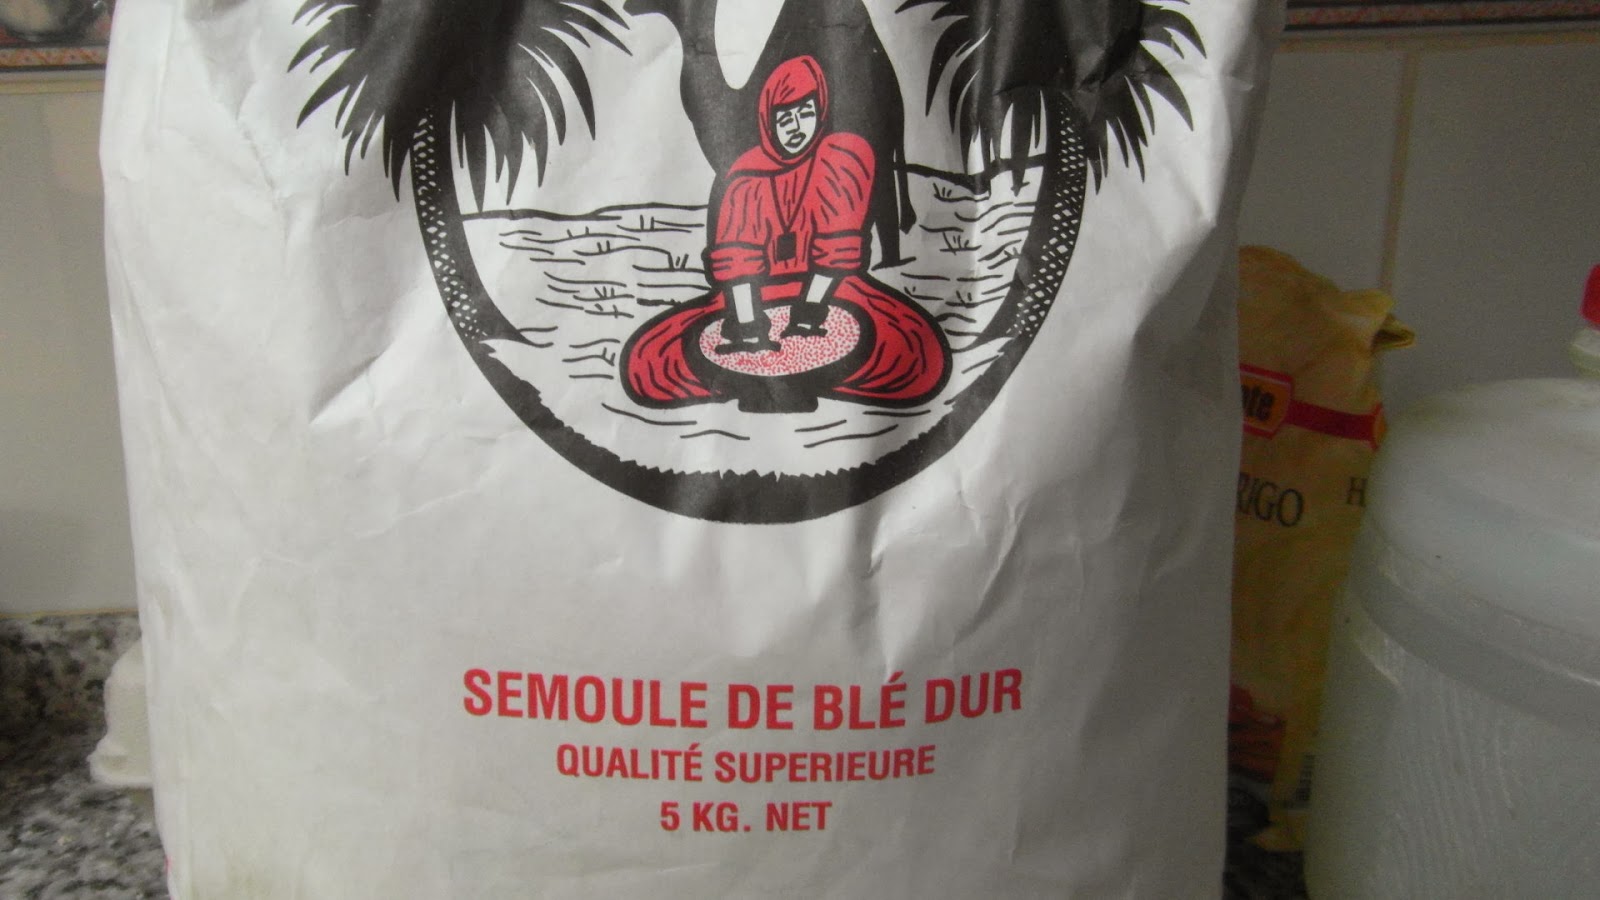 SEMOULE DE BLÉ DUR
QUALITÉ SUPERIEURE
5 KG. NET